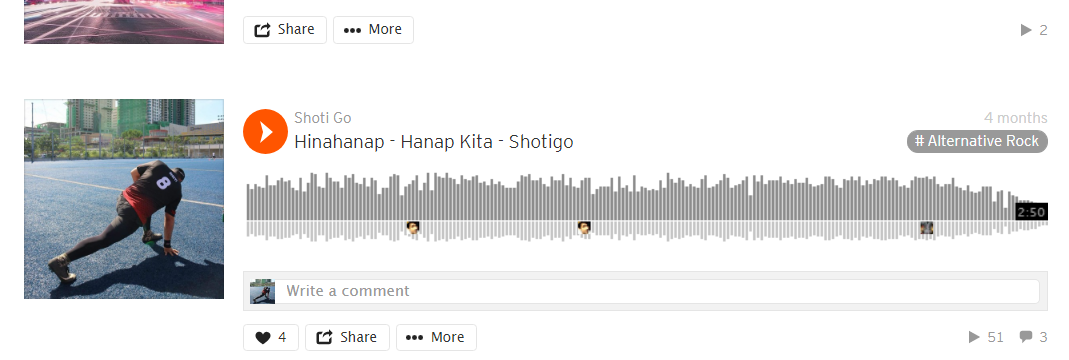 Share
More
2
Shoti Go
4 months
Hinahanap - Hanap Kita - Shotigo
# Alternative Rock
8
2:50
Write a comment
4
Share
More
51
3